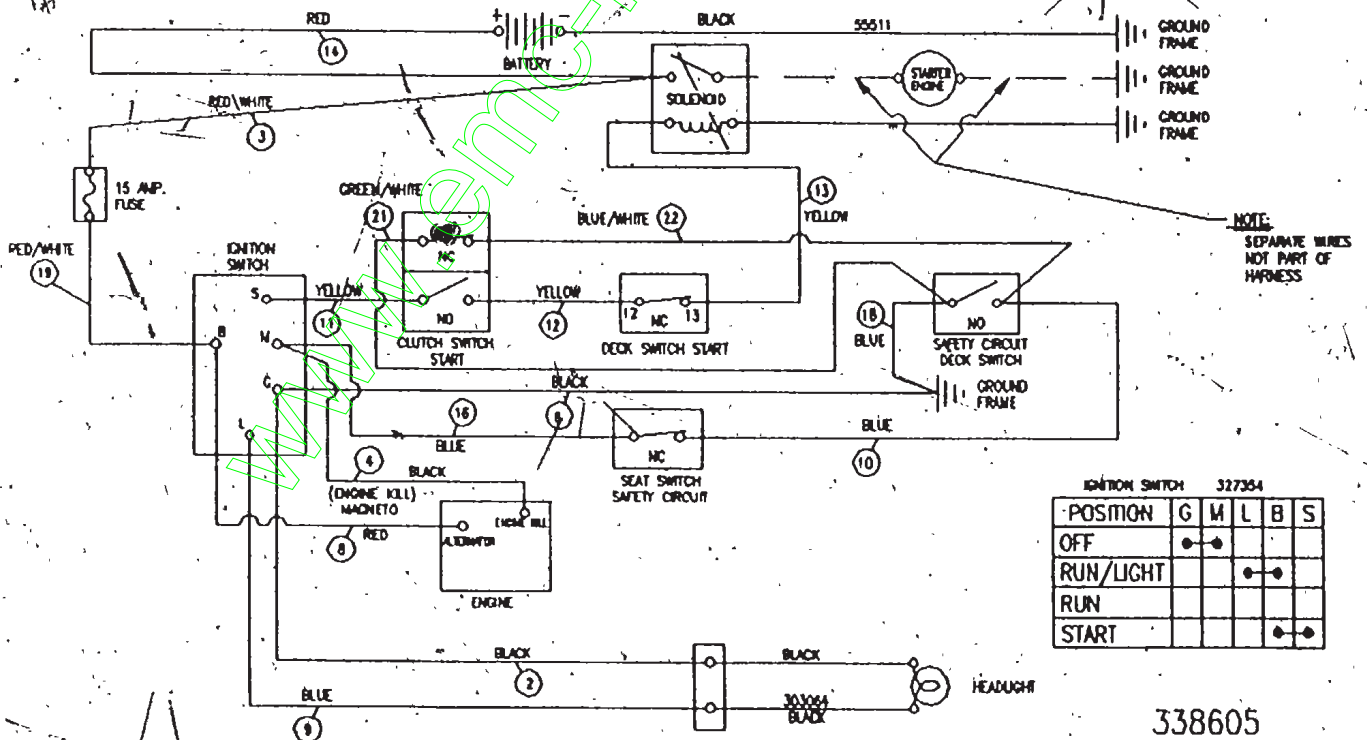 RED
14
+
-
BATTERY
BLACK
55511
GROUND
FRAME
STARTER
ENGINE
GROUND
FRAME
SOLENOID
GROUND
FRAME
RED\WHITE
3
15 AMP.
FUSE
GREEN/WHITE
21
BLUE/WHITE 22
13
YELLOW
NOTE:
SEPARATE WIRES
NOT PART OF
HARNESS
RED/WHITE
19
IGNITION
SWITCH
NC
S
YELLOW
11
NO
CLUTCH SWITCH
START
YELLOW
12
12 NC 13
DECK SWITCH START
18
BLUE
NO
SAFETY CIRCUIT
DECK SWITCH
B
M
G
L
BLACK
6
GROUND
FRAME
16
BLUE
NC
SEAT SWITCH
SAFETY CIRCUIT
BLUE
10
4
BLACK
(ENGINE KILL)
MAGNETO
ENGINE KILL
ALTERNATOR
8
RED
ENGINE
IGNITION SWITCH 327354
POSITION G M L B S
OFF
RUN/LIGHT
RUN
START
BLACK
2
BLACK
HEADLIGHT
BLUE
9
303064
BLACK
338605
www.emc-